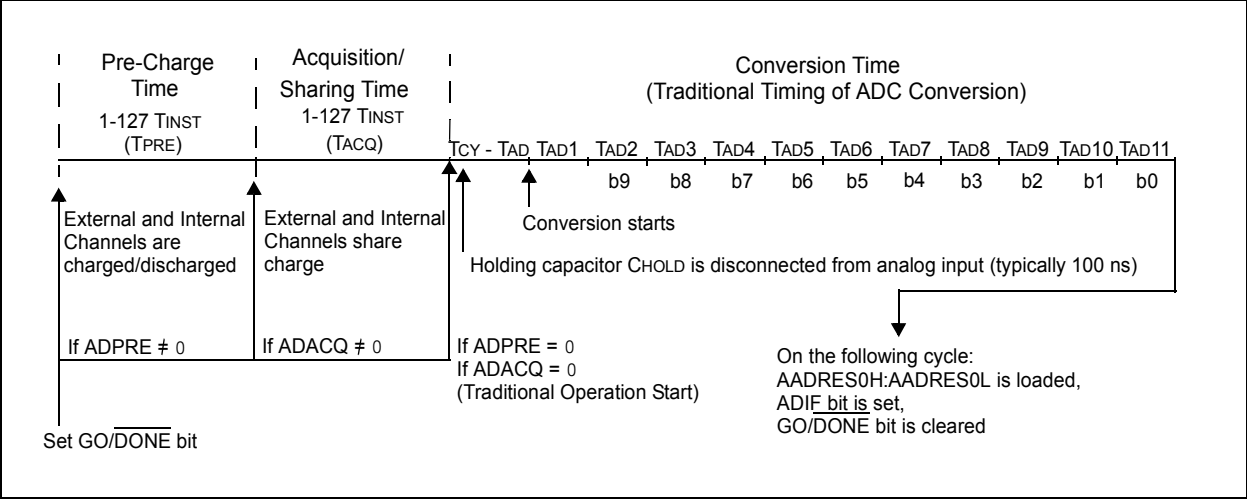 Pre-Charge
Time
1-127 TINST
(TPRE)
Acquisition/
Sharing Time
1-127 TINST
(TACQ)
Conversion Time
(Traditional Timing of ADC Conversion)
TCY - TAD TAD1 TAD2 TAD3 TAD4 TAD5 TAD6 TAD7 TAD8 TAD9 TAD10 TAD11
b9 b8 b7 b6 b5 b4 b3 b2 b1 b0
External and Internal
Channels are
charged/discharged
External and Internal
Channels share
charge
Conversion starts
Holding capacitor CHOLD is disconnected from analog input (typically 100 ns)
If ADPRE ≠ 0
If ADACQ ≠ 0
If ADPRE = 0
If ADACQ = 0
(Traditional Operation Start)
On the following cycle:
AADRES0H:AADRES0L is loaded,
ADIF bit is set,
GO/DONE bit is cleared
Set GO/DONE bit